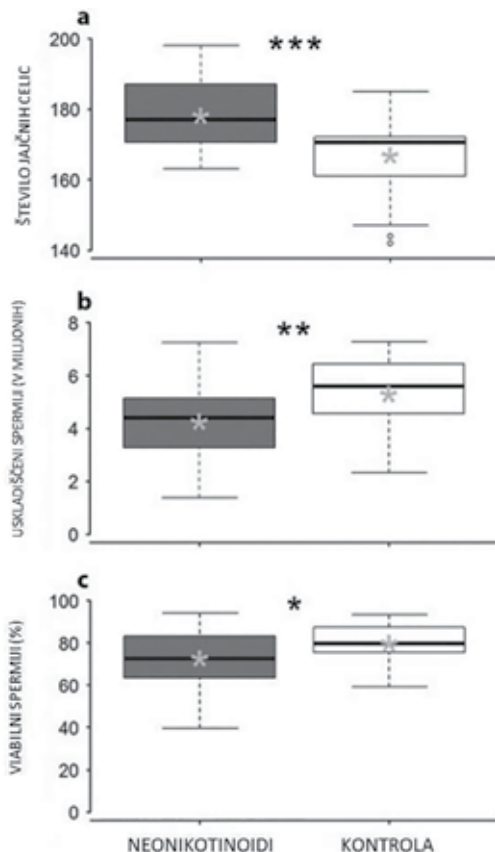 a
200
180
160
140
ŠTEVILO JAJČNIH CELIC
***
b
8
6
4
2
0
USKLADIŠČENI SPERMIJI (V MILIJONIH)
**
c
100
80
60
40
20
0
VIABILNI SPERMIJI (%)
*
NEONIKOTINOIDI KONTROLA